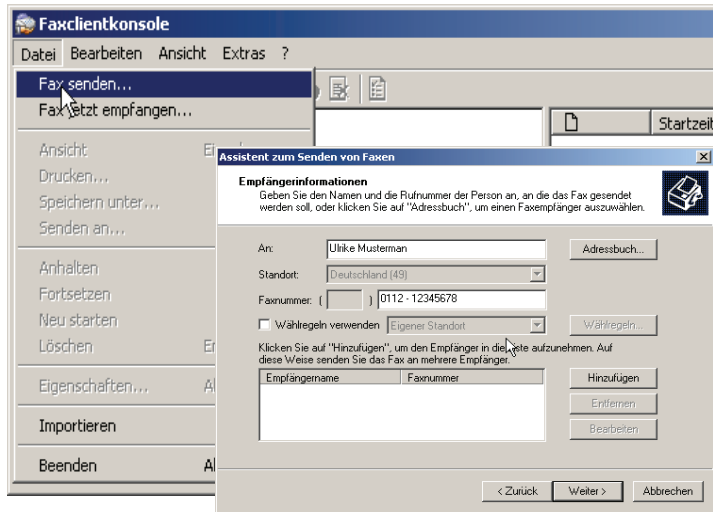 Faxclientkonsole
Datei Bearbeiten Ansicht Extras ?
Fax senden...
Fax jetzt empfangen...
Ansicht
Drucken...
Speichern unter...
Senden an...
Anhalten
Fortsetzen
Neu starten
Löschen
Eigenschaften...
Importieren
Beenden
Startzeit
Assistent zum Senden von Faxen
Empfängerinformationen
Geben Sie den Namen und die Rufnummer der Person an, an die das Fax gesendet
werden soll, oder klicken Sie auf "Adressbuch", um einen Faxempfänger auszuwählen.
An: Ulrike Musterman Adressbuch...
Standort: Deutschland (49)
Faxnummer: ( ) 0112 - 12345678
Wählregeln verwenden Eigener Standort Wählregeln...
Klicken Sie auf "Hinzufügen", um den Empfänger in die Liste aufzunehmen. Auf
diese Weise senden Sie das Fax an mehrere Empfänger.
Empfängername Faxnummer
Hinzufügen
Entfernen
Bearbeiten
< Zurück Weiter > Abbrechen